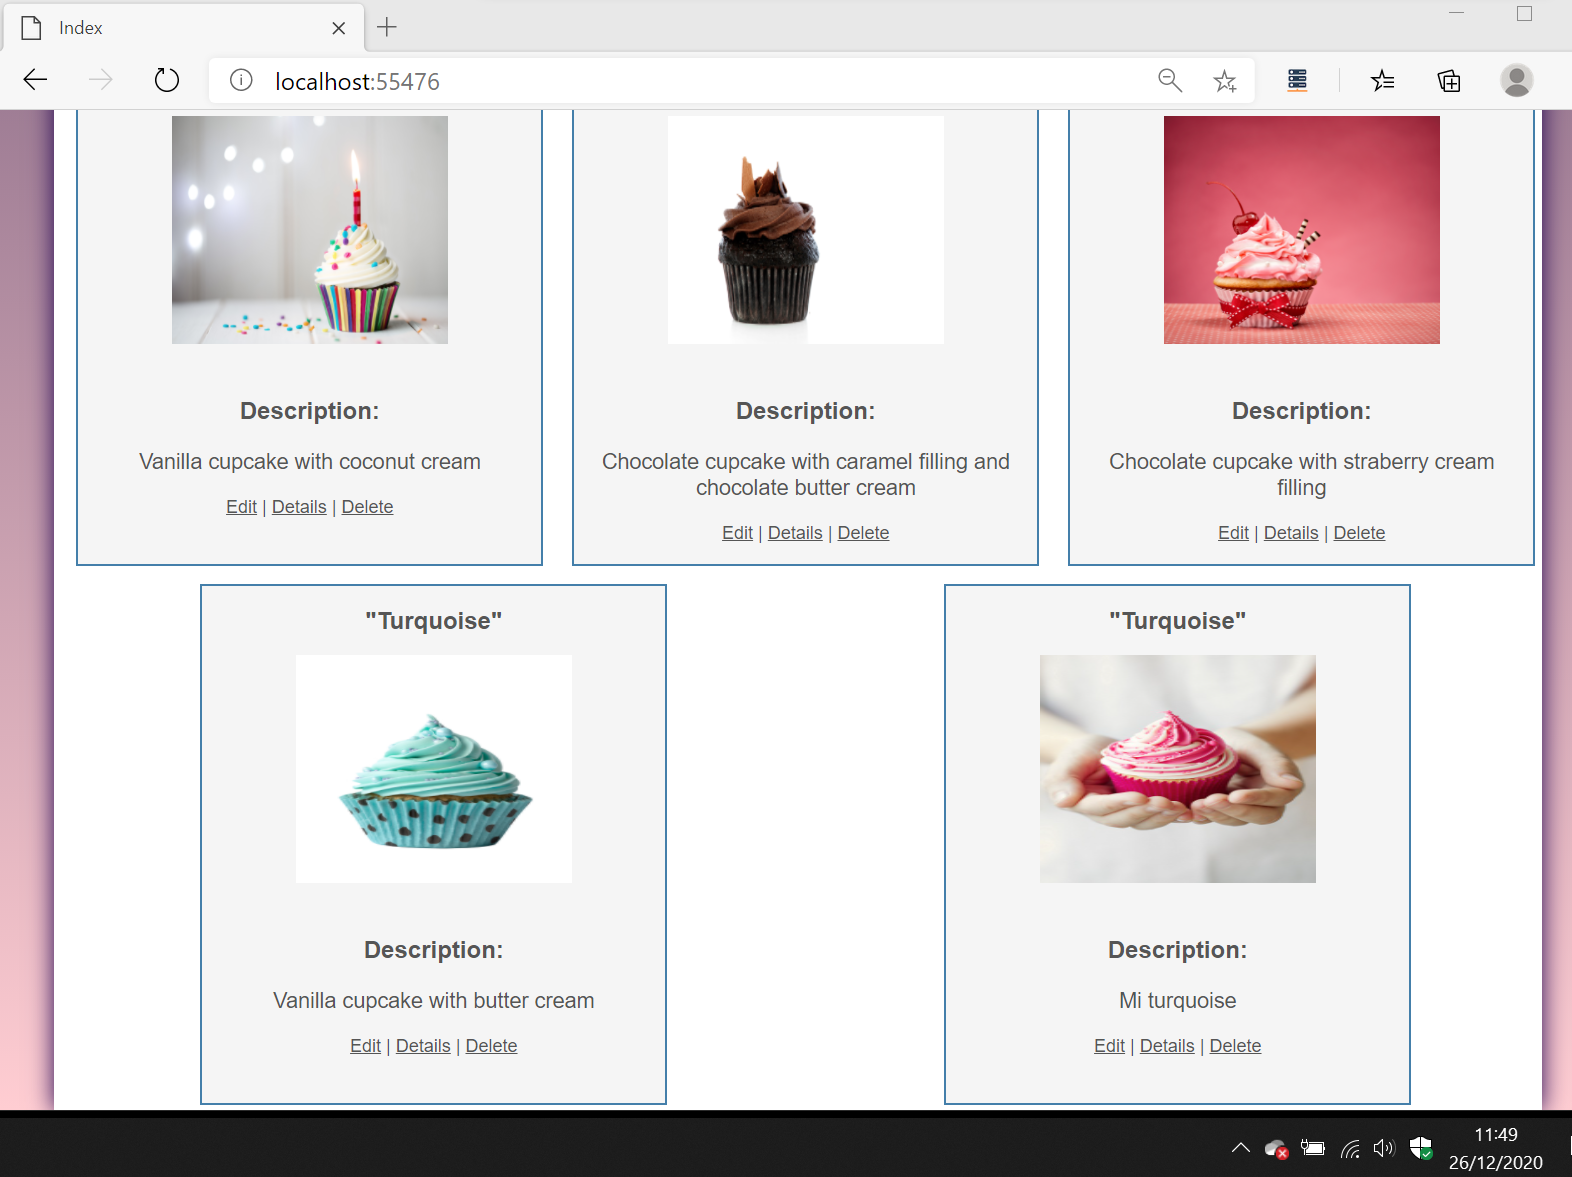 Index
localhost:55476
Description:
Vanilla cupcake with coconut cream
Edit | Details | Delete
Description:
Chocolate cupcake with caramel filling and
chocolate butter cream
Edit | Details | Delete
Description:
Chocolate cupcake with straberry cream
filling
Edit | Details | Delete
"Turquoise"
Description:
Vanilla cupcake with butter cream
Edit | Details | Delete
"Turquoise"
Description:
Mi turquoise
Edit | Details | Delete
11:49
26/12/2020